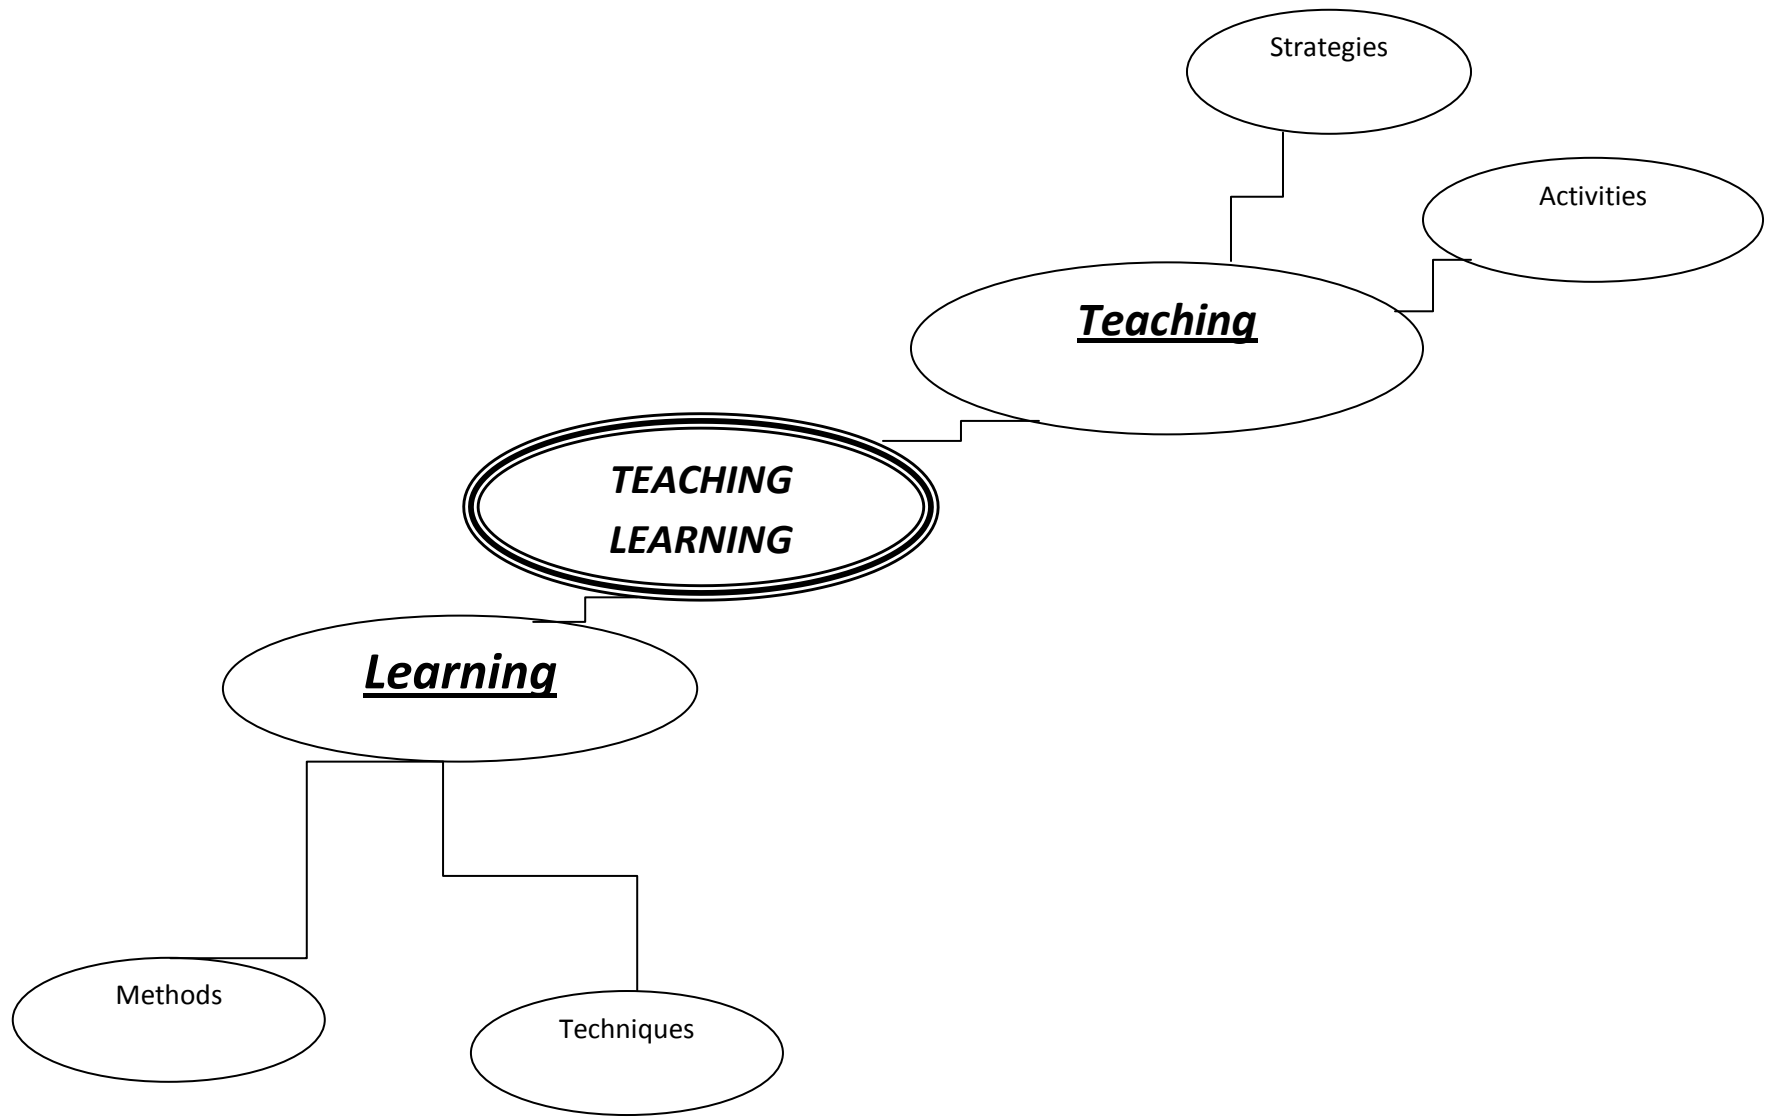 Strategies
Activities
Teaching
TEACHING
LEARNING
Learning
Methods
Techniques